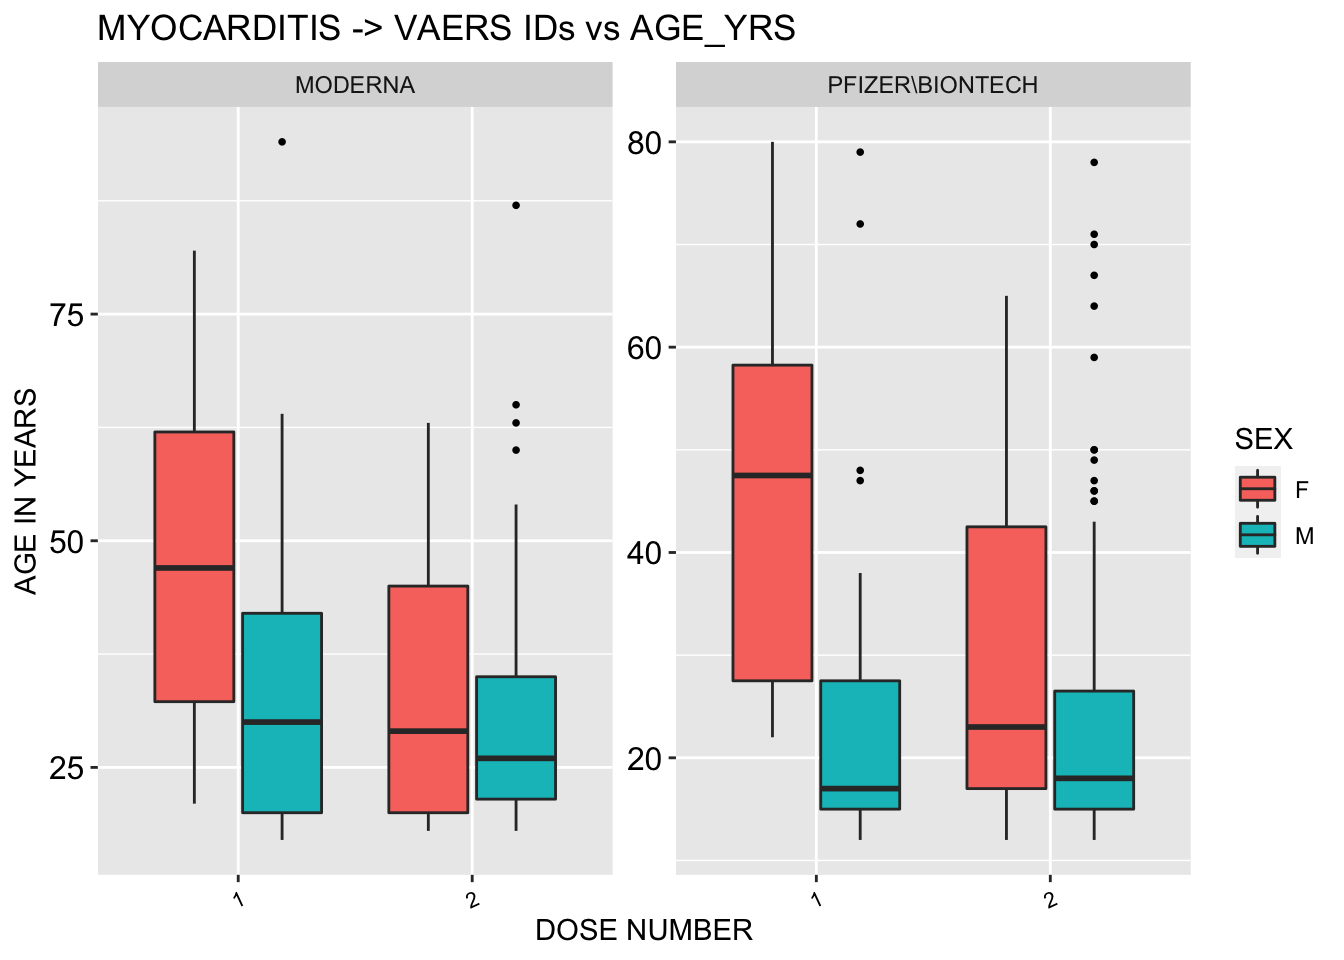 MYOCARDITIS -> VAERS IDs vs AGE_YRS
MODERNA
PFIZER\BIONTECH
AGE IN YEARS
75
50
25
80
60
40
20
1
2
1
2
DOSE NUMBER
SEX
F
M